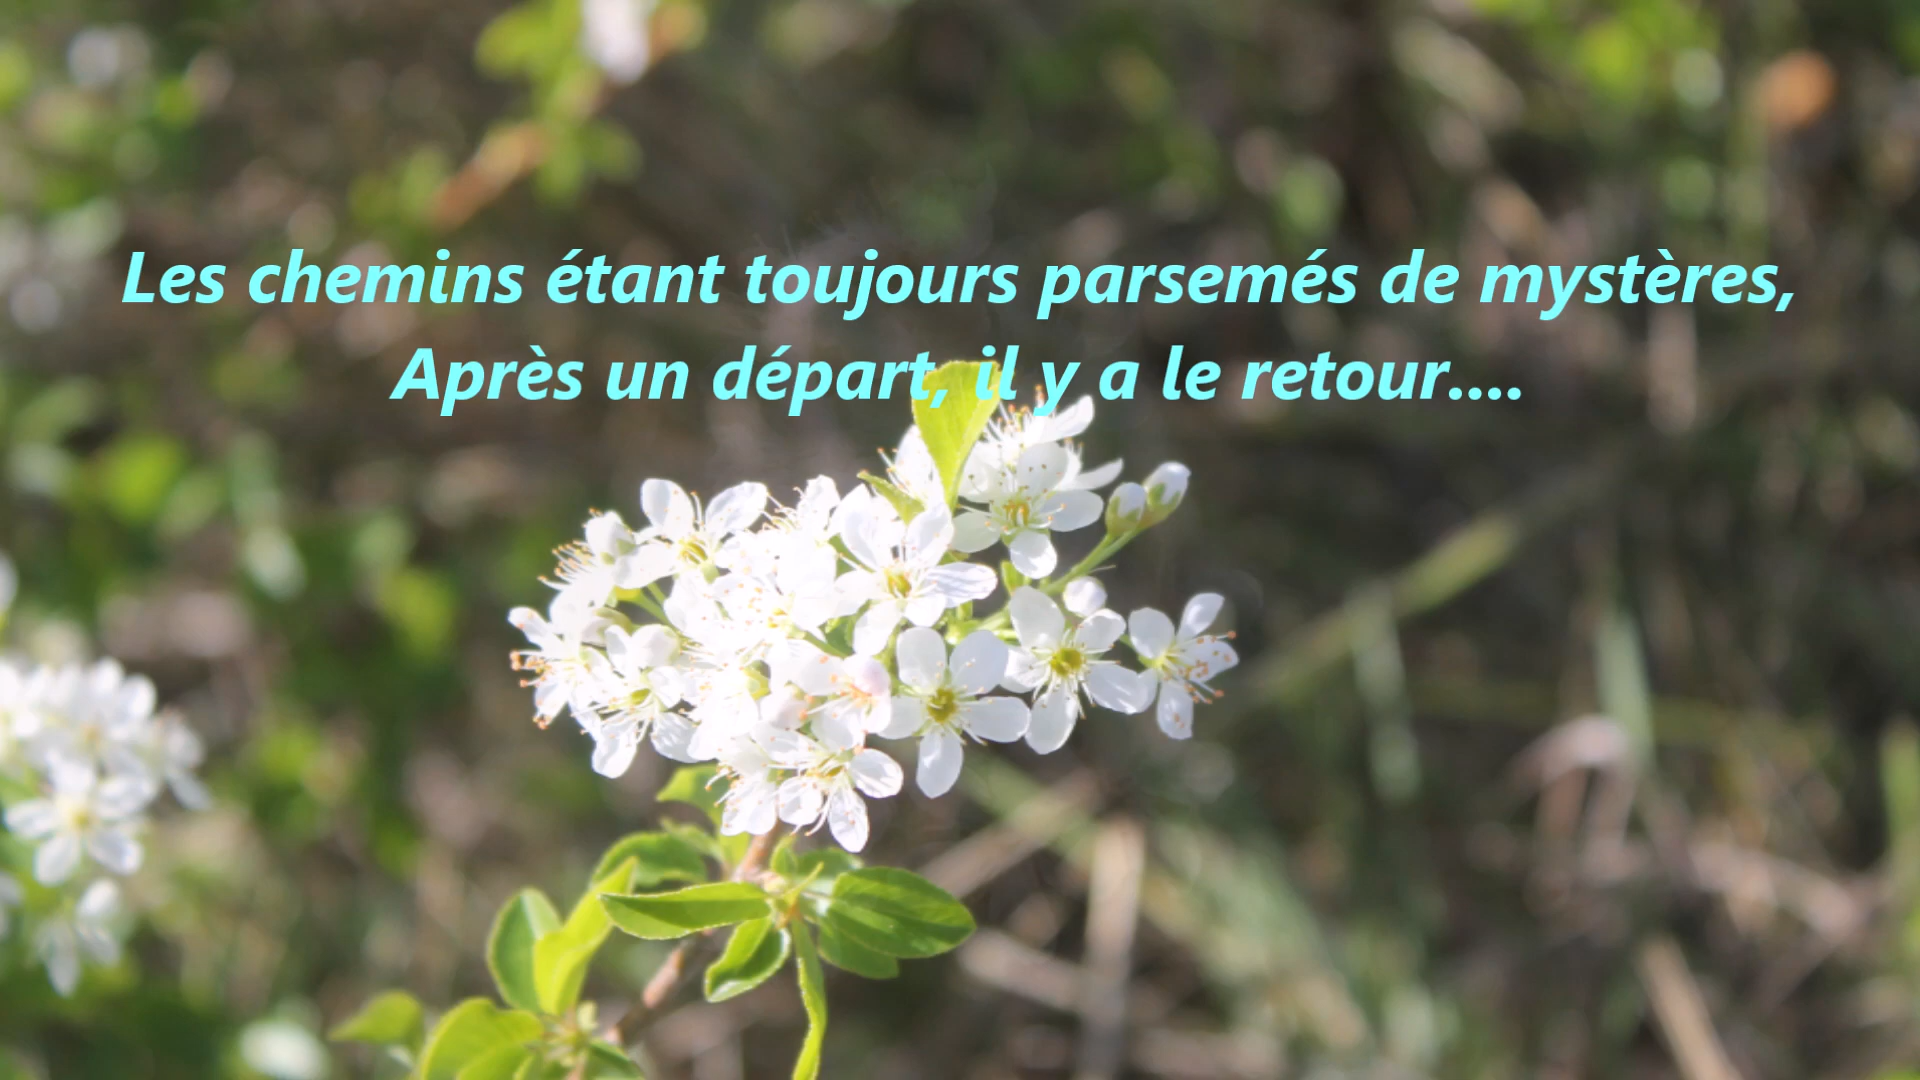 Les chemins étant toujours parsemés de mystères,
Après un départ, il y a le retour....